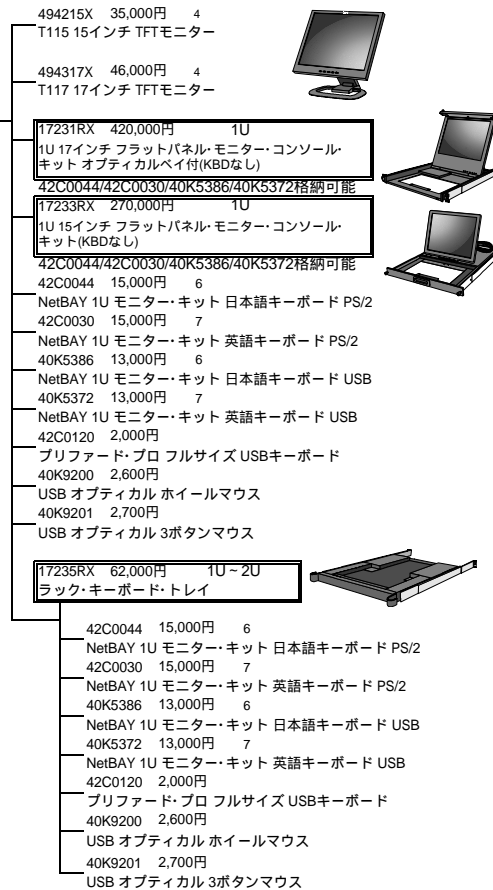 494215X 35,000円 4
T115 15インチ TFTモニター
494317X 46,000円 4
T117 17インチ TFTモニター
17231RX 420,000円 1U
1U 17インチ フラットパネル・モニター・コンソール・
キット オプティカルベイ付(KBDなし)
42C0044/42C0030/40K5386/40K5372格納可能
17233RX 270,000円 1U
1U 15インチ フラットパネル・モニター・コンソール・
キット(KBDなし)
42C0044/42C0030/40K5386/40K5372格納可能
42C0044 15,000円 6
NetBAY 1U モニター・キット 日本語キーボード PS/2
42C0030 15,000円 7
NetBAY 1U モニター・キット 英語キーボード PS/2
40K5386 13,000円 6
NetBAY 1U モニター・キット 日本語キーボード USB
40K5372 13,000円 7
NetBAY 1U モニター・キット 英語キーボード USB
42C0120 2,000円
プリファード・プロ フルサイズ USBキーボード
40K9200 2,600円
USB オプティカル ホイールマウス
40K9201 2,700円
USB オプティカル 3ボタンマウス
17235RX 62,000円 1U~2U
ラック・キーボード・トレイ
42C0044 15,000円 6
NetBAY 1U モニター・キット 日本語キーボード PS/2
42C0030 15,000円 7
NetBAY 1U モニター・キット 英語キーボード PS/2
40K5386 13,000円 6
NetBAY 1U モニター・キット 日本語キーボード USB
40K5372 13,000円 7
NetBAY 1U モニター・キット 英語キーボード USB
42C0120 2,000円
プリファード・プロ フルサイズ USBキーボード
40K9200 2,600円
USB オプティカル ホイールマウス
40K9201 2,700円
USB オプティカル 3ボタンマウス